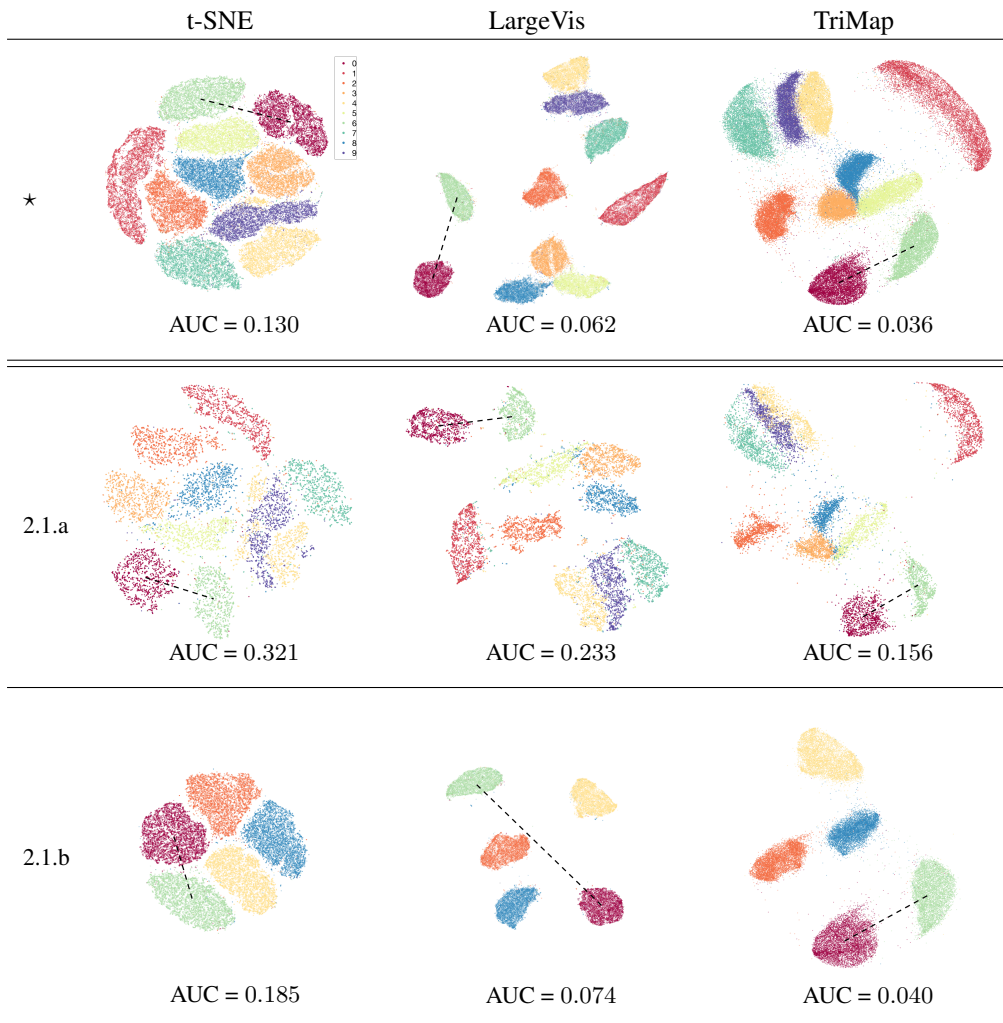 t-SNE LargeVis TriMap
0
1
2
3
4
5
6
7
8
9
⋆
AUC = 0.130 AUC = 0.062 AUC = 0.036
2.1.a
AUC = 0.321 AUC = 0.233 AUC = 0.156
2.1.b
AUC = 0.185 AUC = 0.074 AUC = 0.040